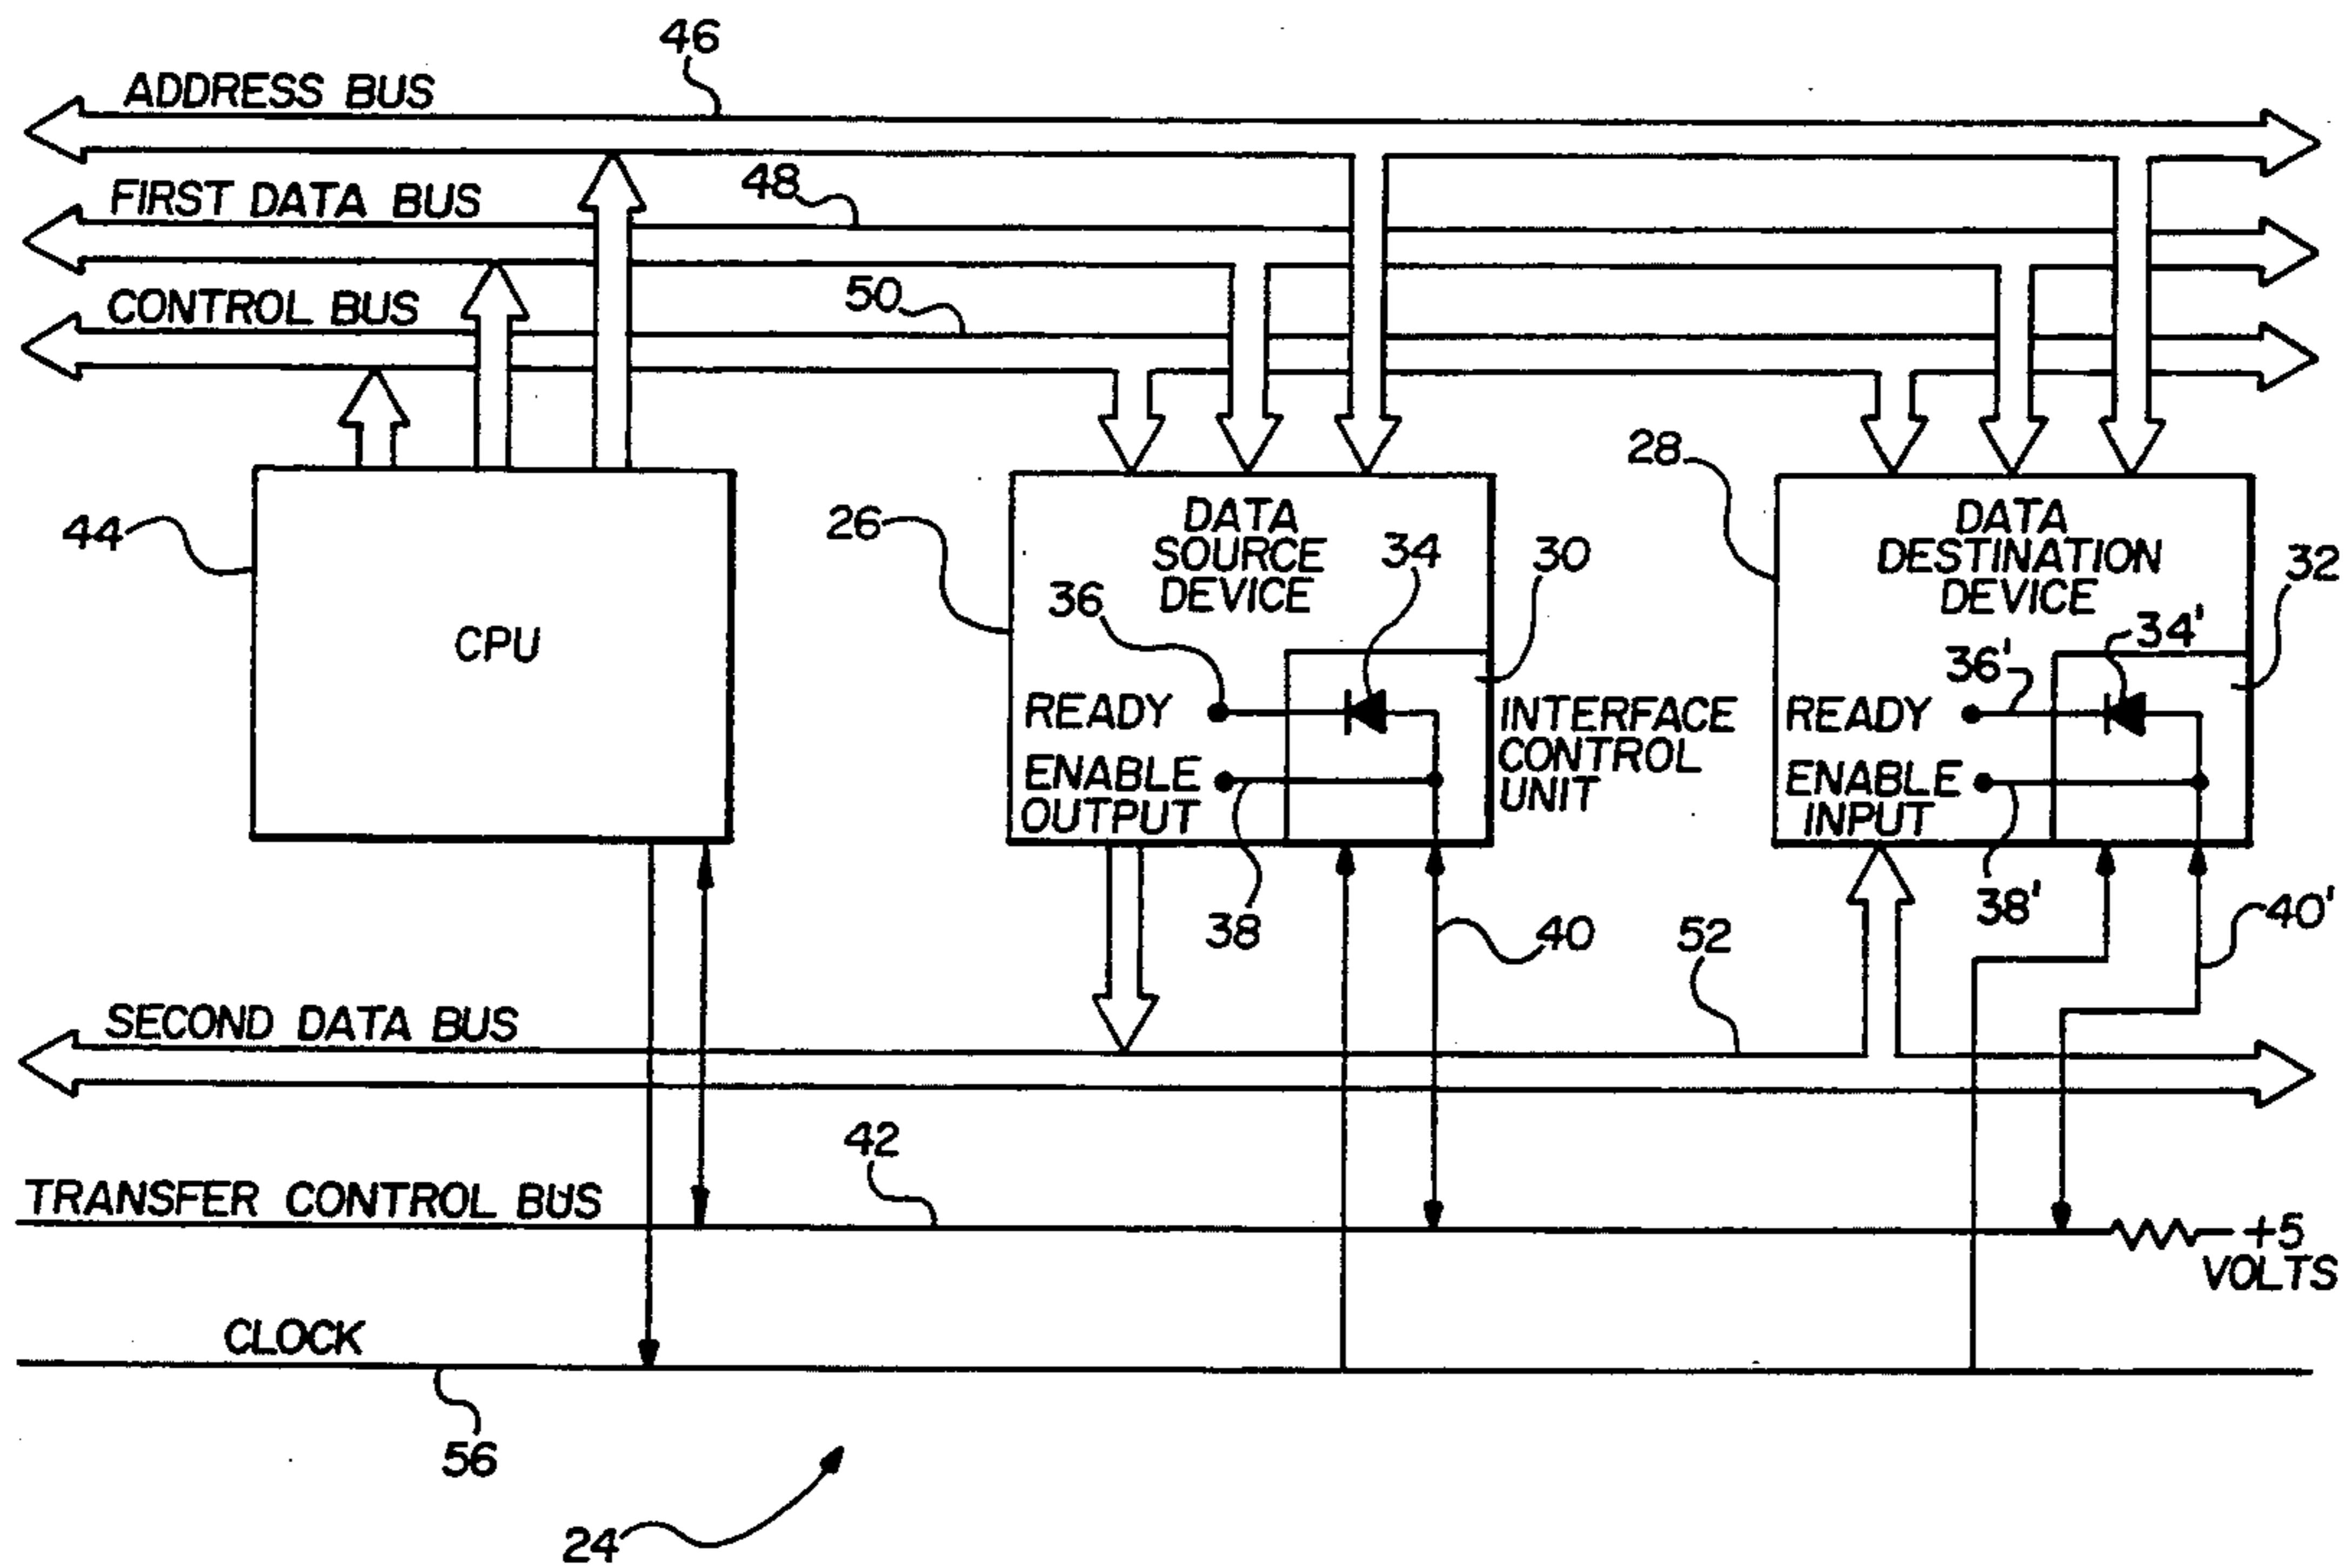 46
ADDRESS BUS
48
FIRST DATA BUS
50
CONTROL BUS
44
CPU
26
DATA
SOURCE
DEVICE
34
30
36
READY
ENABLE
OUTPUT
INTERFACE
CONTROL
UNIT
38
40
28
DATA
DESTINATION
DEVICE
32
34'
36'
READY
ENABLE
INPUT
38'
40'
52
SECOND DATA BUS
42
TRANSFER CONTROL BUS
+5
VOLTS
CLOCK
56
24